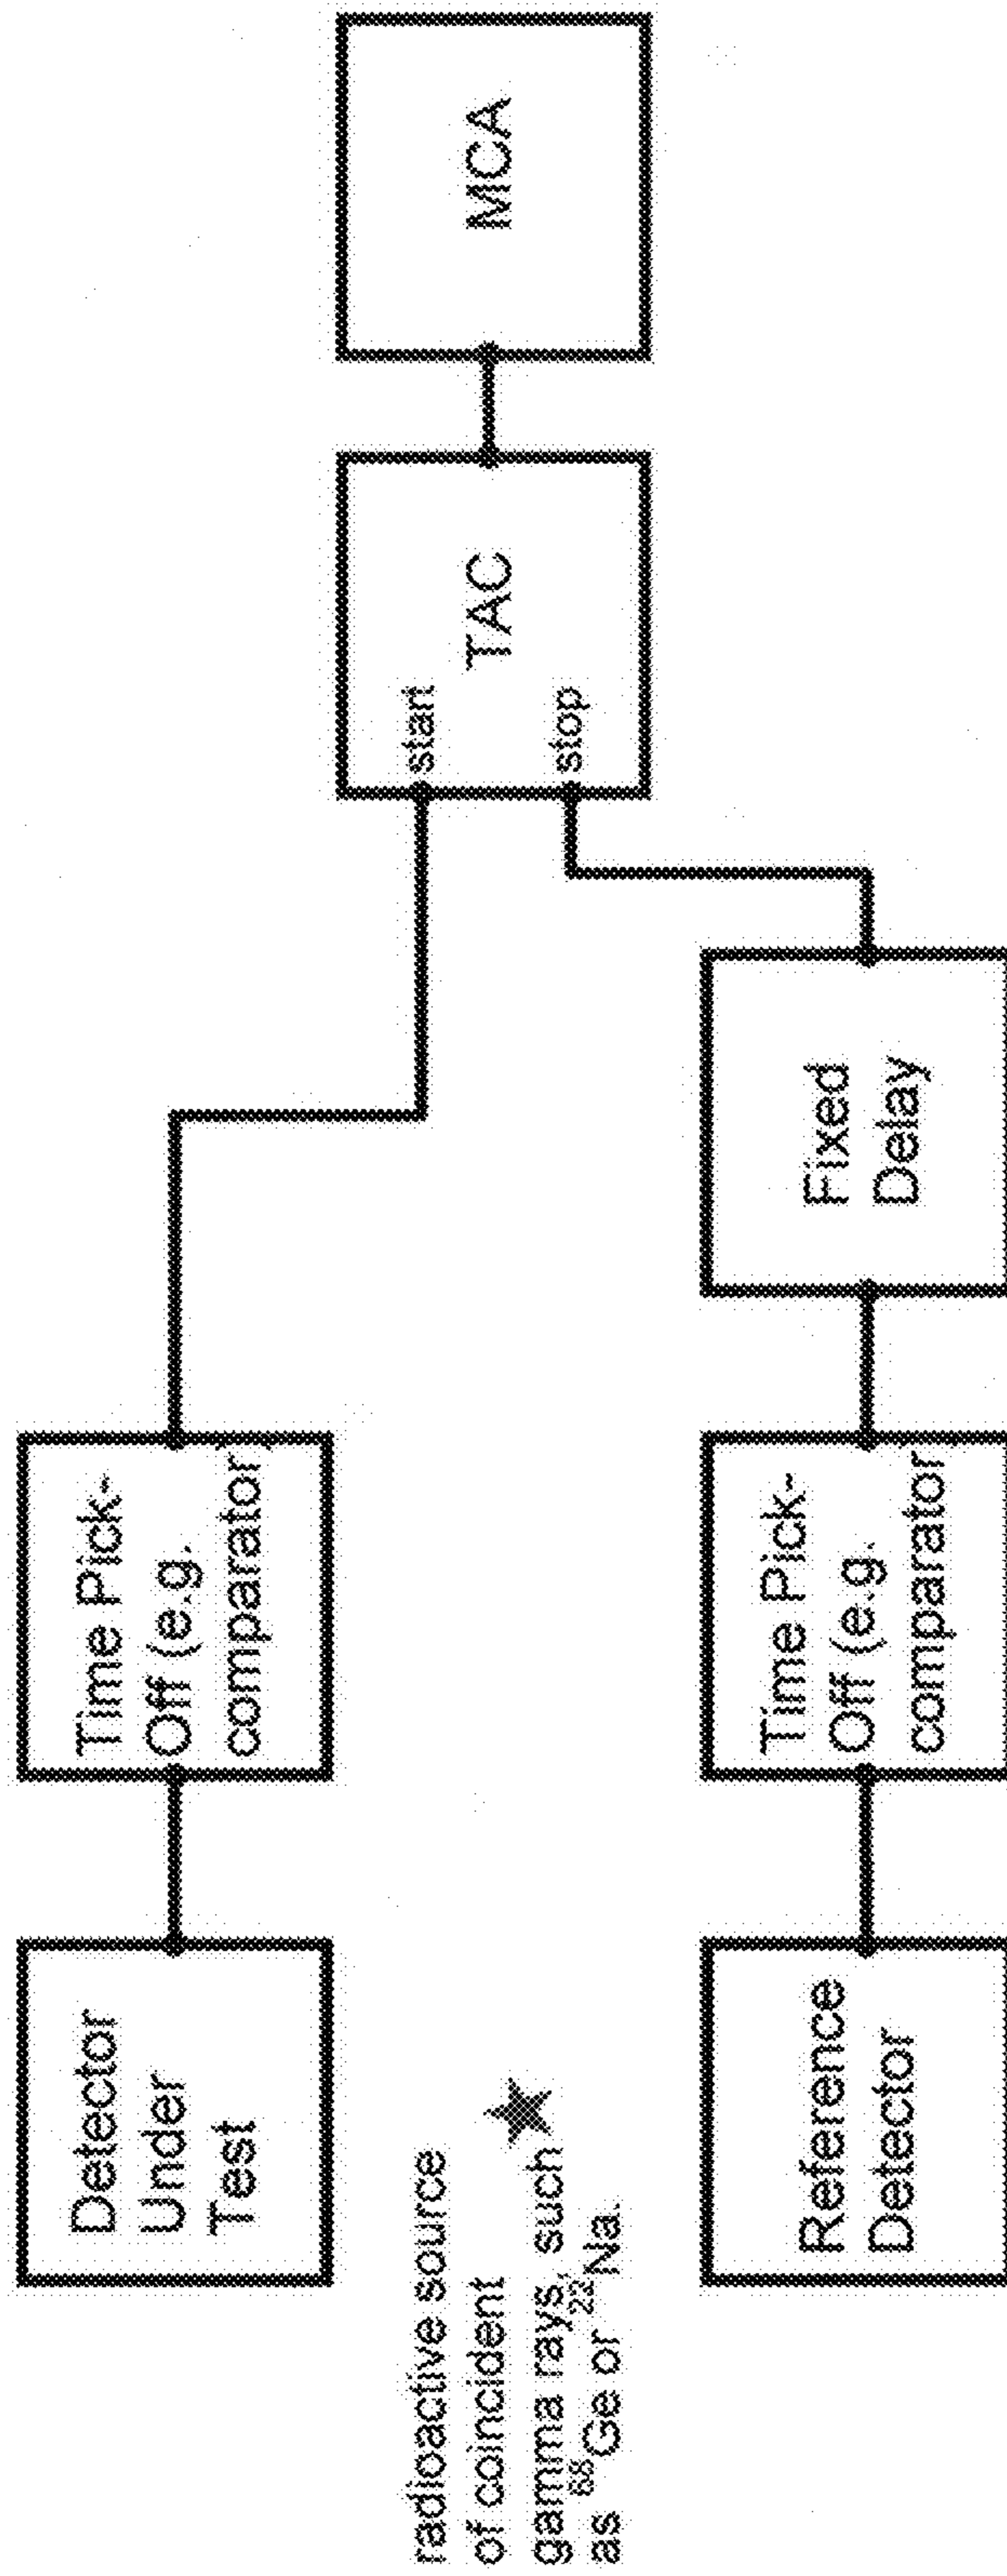 Detector
Under
Test
Time Pick-
Off (e.g.
comparator)
radioactive source
of coincident
gamma rays, such
as ⁶⁸Ge or ²²Na.
start
TAC
stop
MCA
Reference
Detector
Time Pick-
Off (e.g.
comparator
Fixed
Delay